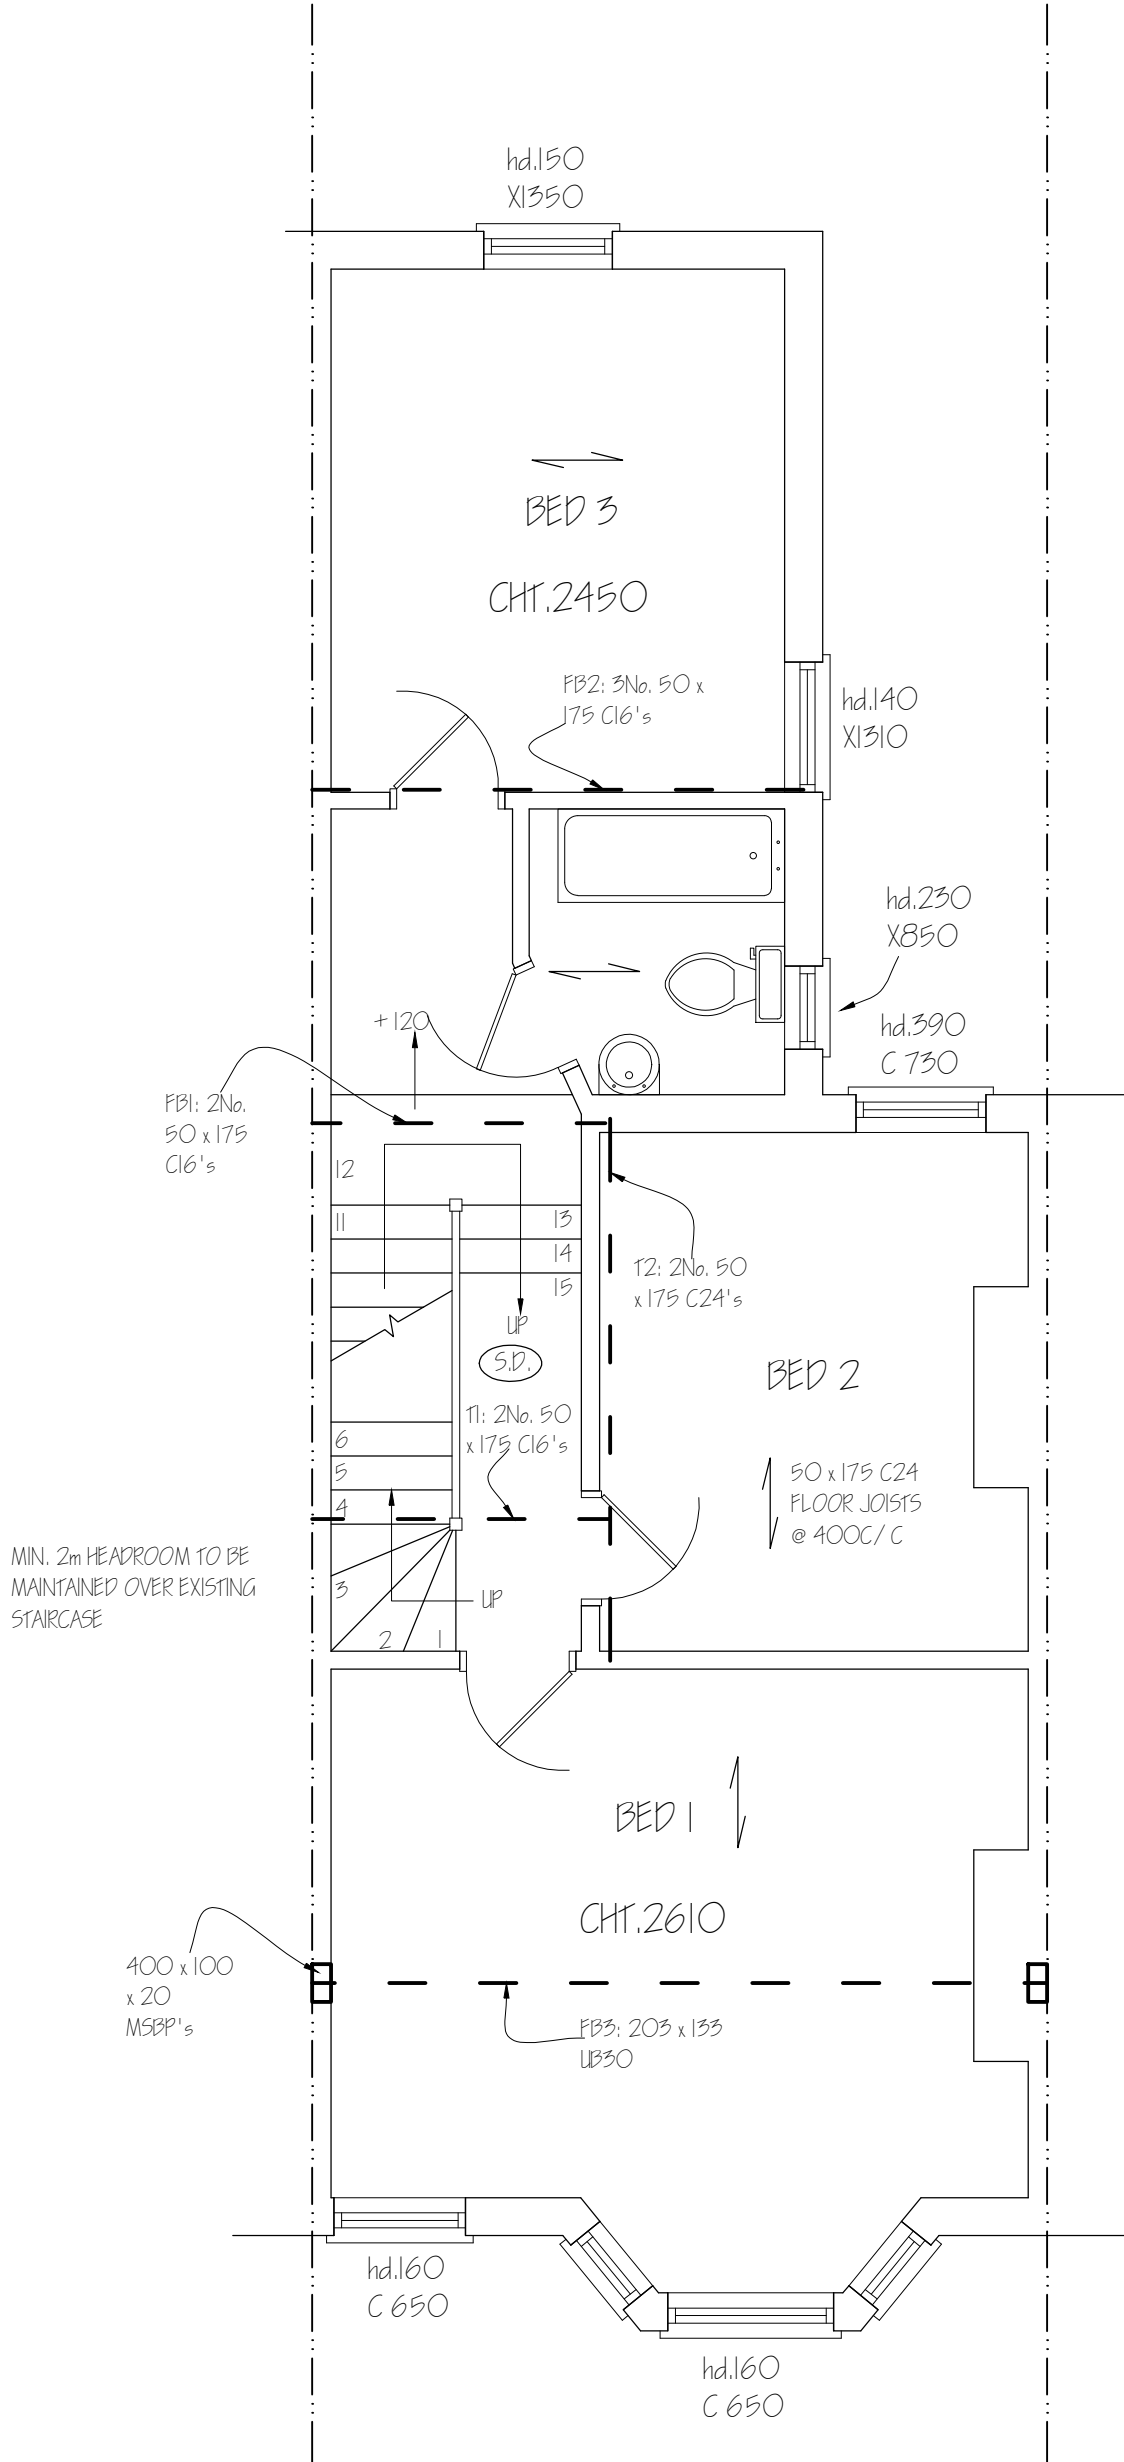 hd.150
X1350
BED 3
CHT.2450
FB2: 3No. 50 x
175 C16's
hd.140
X1310
hd.230
X850
+120
hd.390
C 730
FB1: 2No.
50 x 175
C16's
12
11
13
14
15
UP
S.D.
T2: 2No. 50
x 175 C24's
BED 2
T1: 2No. 50
x 175 C16's
6
5
4
3
2
1
UP
50 x 175 C24
FLOOR JOISTS
@ 400C/C
MIN. 2m HEADROOM TO BE
MAINTAINED OVER EXISTING
STAIRCASE
BED 1
CHT.2610
400 x 100
x 20
MSBP's
FB3: 203 x 133
UB30
hd.160
C 650
hd.160
C 650